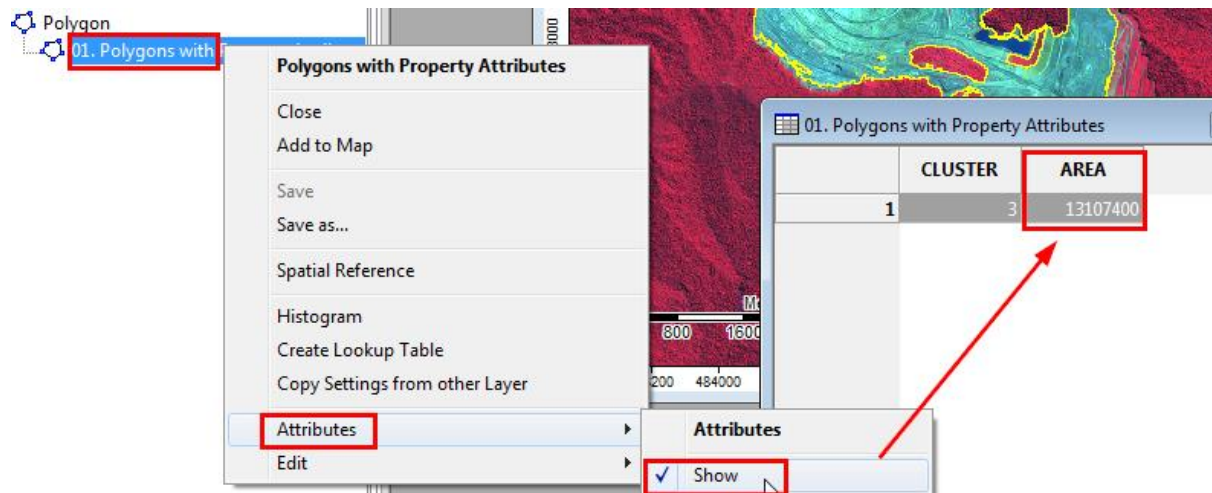 Polygon
01. Polygons with
Polygons with Property Attributes
Close
Add to Map
Save
Save as...
Spatial Reference
Histogram
Create Lookup Table
Copy Settings from other Layer
Attributes
Edit
Attributes
Show
01. Polygons with Property Attributes
CLUSTER AREA
1 3 13107400
800 1600
200 484000